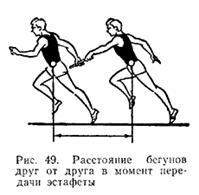 Рис. 49. Расстояние бегунов
друг от друга в момент пере-
дачи эстафеты